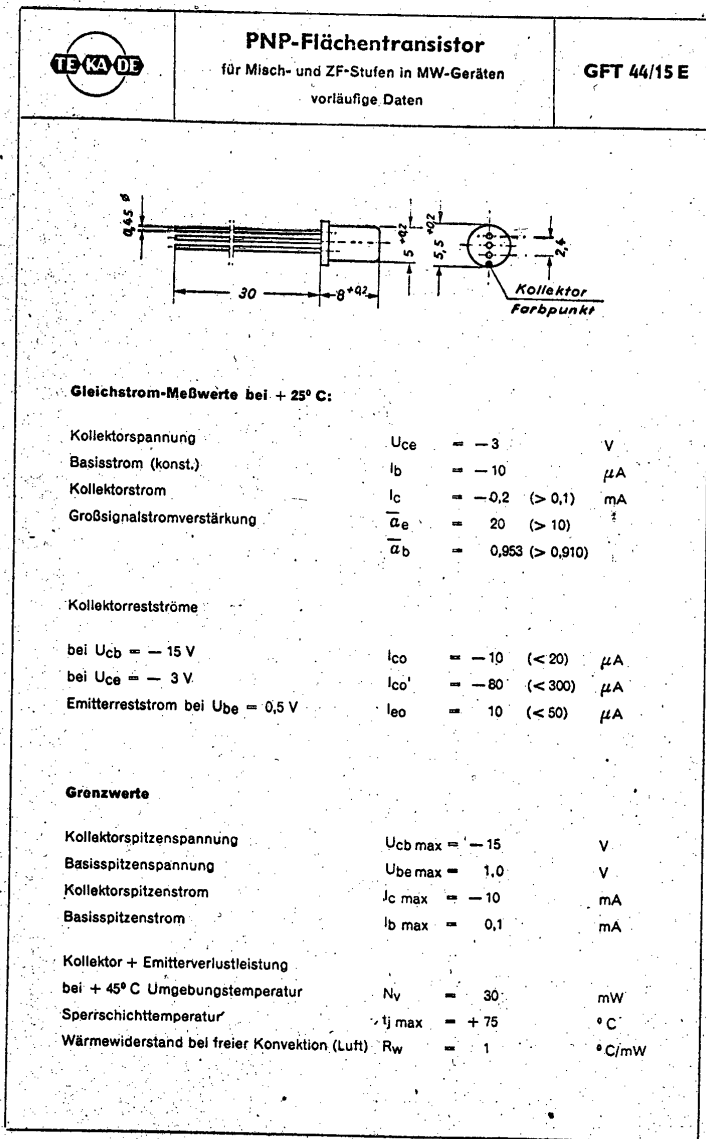 TE KA DE
PNP-Flächentransistor
für Misch- und ZF-Stufen in MW-Geräten
vorläufige Daten
GFT 44/15 E
0,45 ø
30
8 +0,2
5 +0,2
5,5 +0,2
2,4
Kollektor
Farbpunkt
Gleichstrom-Meßwerte bei + 25° C:
Kollektorspannung Uce = — 3 V
Basisstrom (konst.) Ib = — 10 µA
Kollektorstrom Ic = —0,2 (> 0,1) mA
Großsignalstromverstärkung ᾱe = 20 (> 10)
ᾱb = 0,953 (> 0,910)
Kollektorrestströme
bei Ucb = — 15 V Ico = — 10 (< 20) µA
bei Uce = — 3 V Ico' = —80 (< 300) µA
Emitterreststrom bei Ube = 0,5 V Ieo = 10 (< 50) µA
Grenzwerte
Kollektorspitzenspannung Ucb max = — 15 V
Basisspitzenspannung Ube max = 1,0 V
Kollektorspitzenstrom Ic max = — 10 mA
Basisspitzenstrom Ib max = 0,1 mA
Kollektor + Emitterverlustleistung
bei + 45° C Umgebungstemperatur Nv = 30 mW
Sperrschichttemperatur tj max = + 75 ° C
Wärmewiderstand bei freier Konvektion (Luft) Rw = 1 ° C/mW